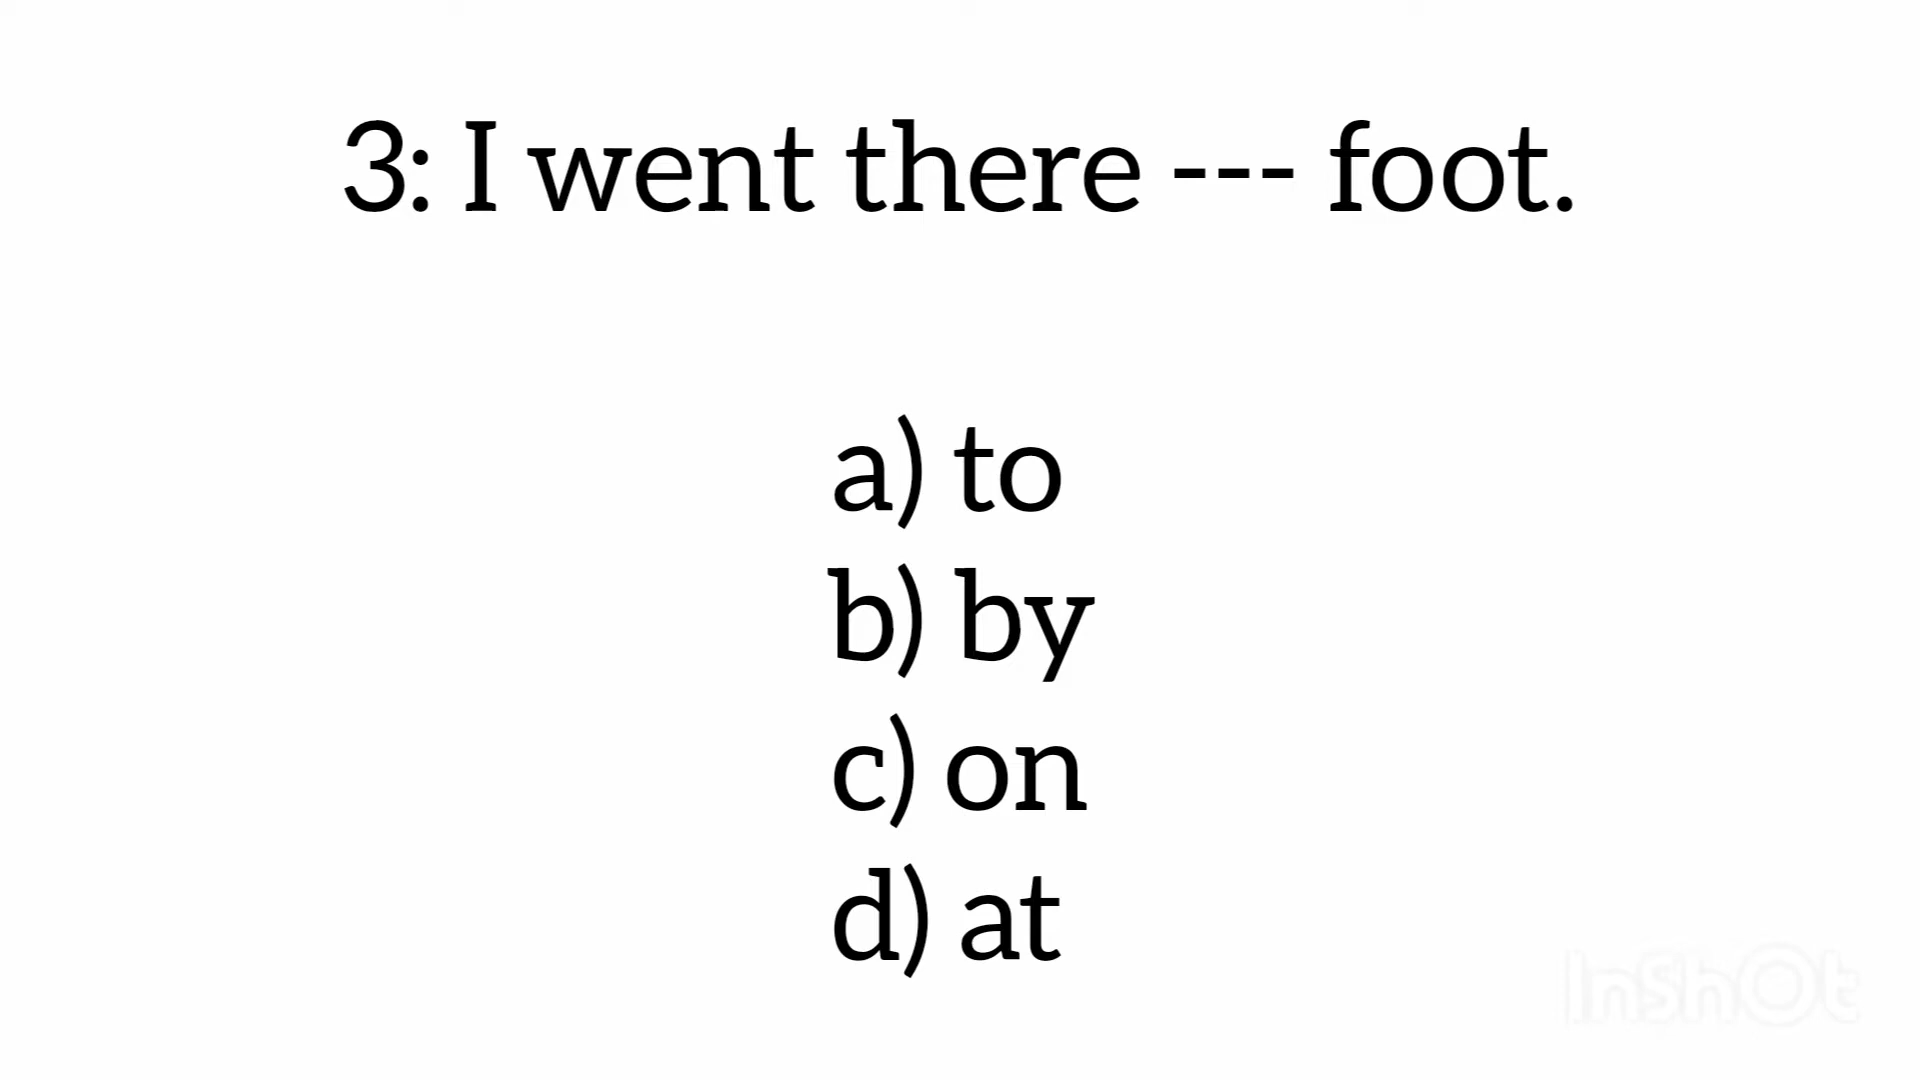 3: I went there --- foot.
a) to
b) by
c) on
d) at
InShOt